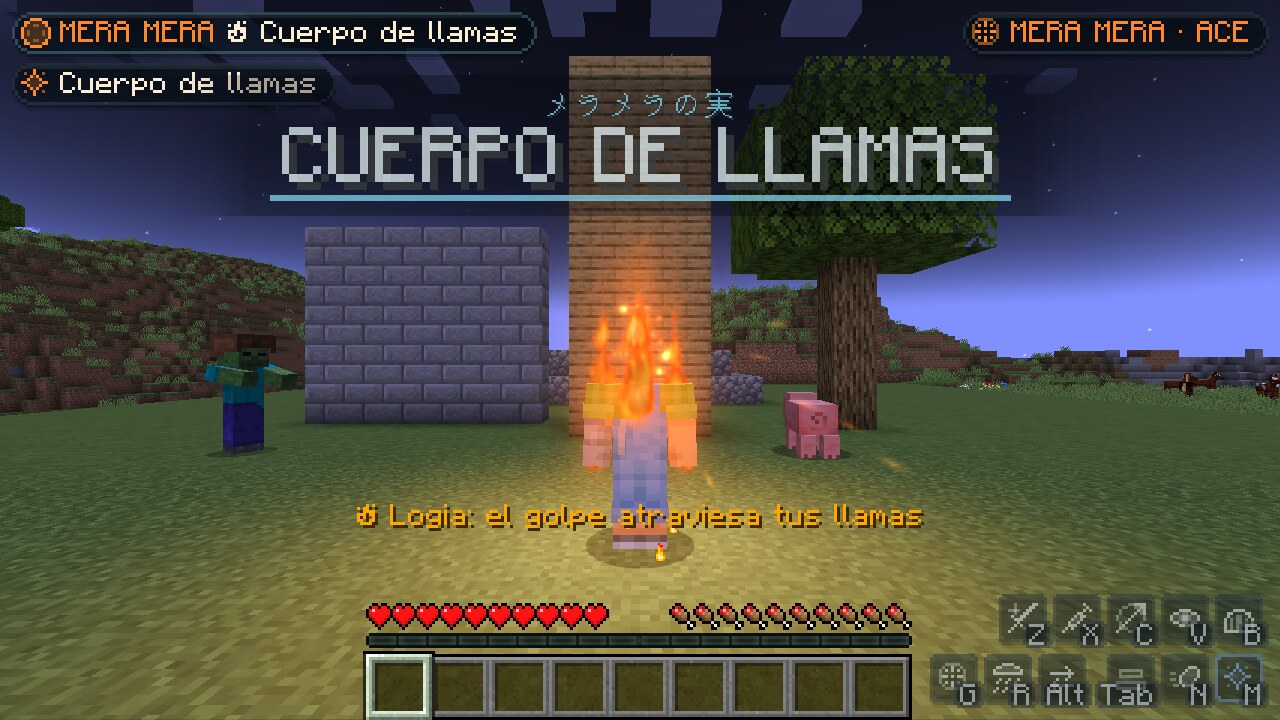 MERA MERA Cuerpo de llamas
MERA MERA · ACE
Cuerpo de llamas
メラメラの実
CUERPO DE LLAMAS
Logia: el golpe atraviesa tus llamas
Z X C V B
G R Alt Tab N M